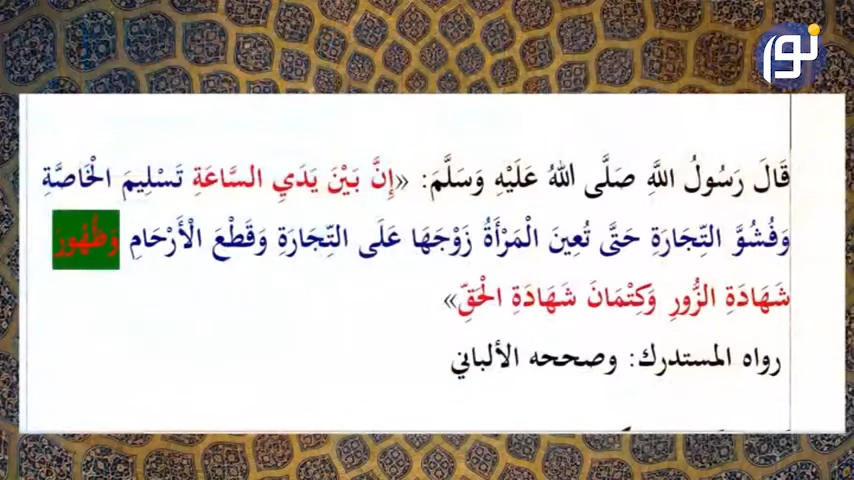 نور
قَالَ رَسُولُ اللَّهِ صَلَّى اللهُ عَلَيْهِ وَسَلَّمَ: «إِنَّ بَيْنَ يَدَيِ السَّاعَةِ تَسْلِيمَ الْخَاصَّةِ
وَفُشُوَّ التِّجَارَةِ حَتَّى تُعِينَ الْمَرْأَةُ زَوْجَهَا عَلَى التِّجَارَةِ وَقَطْعَ الْأَرْحَامِ وَظُهُورَ
شَهَادَةِ الزُّورِ وَكِتْمَانَ شَهَادَةِ الْحَقِّ»
رواه المستدرك: وصححه الألباني